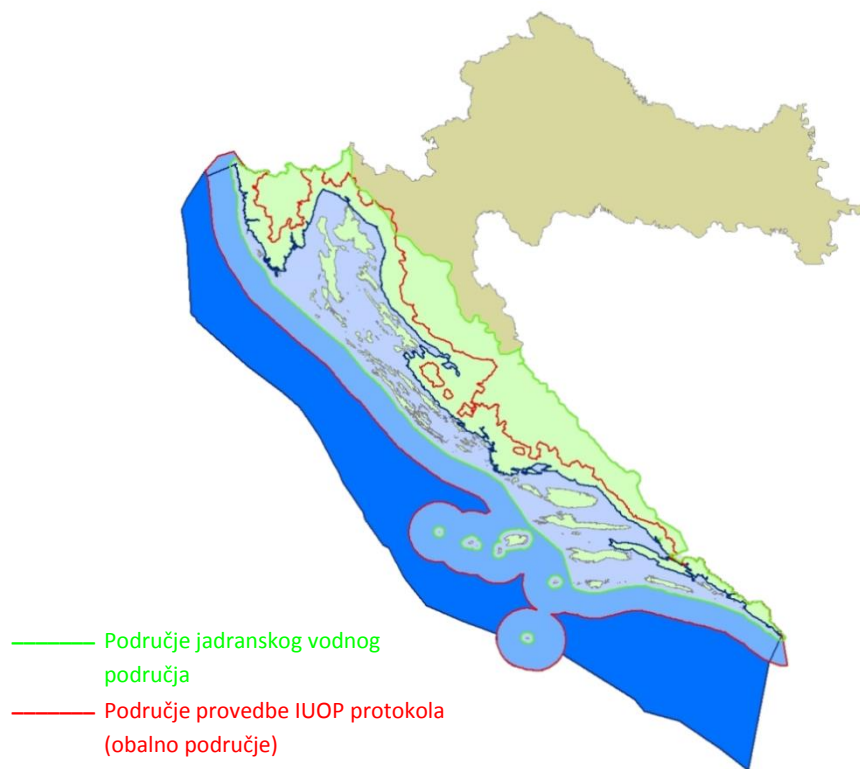 Područje jadranskog vodnog
područja
Područje provedbe IUOP protokola
(obalno područje)